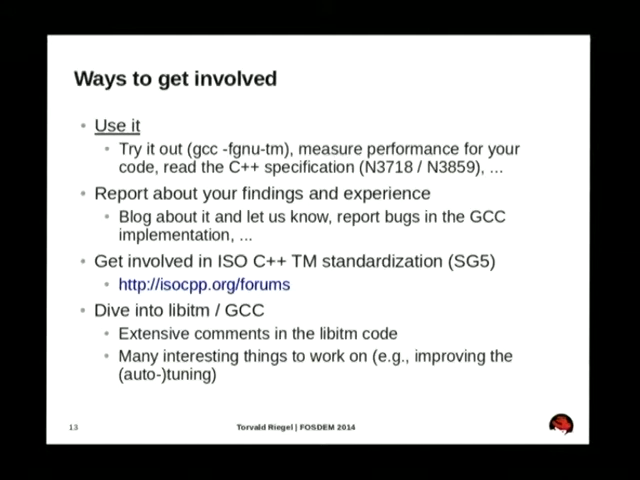 Ways to get involved
• Use it
• Try it out (gcc -fgnu-tm), measure performance for your
code, read the C++ specification (N3718 / N3859), ...
• Report about your findings and experience
• Blog about it and let us know, report bugs in the GCC
implementation, ...
• Get involved in ISO C++ TM standardization (SG5)
• http://isocpp.org/forums
• Dive into libitm / GCC
• Extensive comments in the libitm code
• Many interesting things to work on (e.g., improving the
(auto-)tuning)
13
Torvald Riegel | FOSDEM 2014